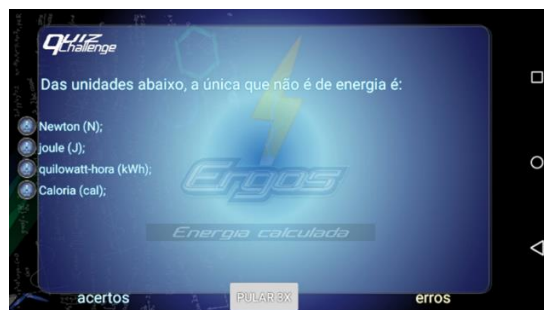 QUIZ
Challenge
Das unidades abaixo, a única que não é de energia é:
Newton (N);
joule (J);
quilowatt-hora (kWh);
Caloria (cal);
Ergos
Energia calculada
acertos
PULAR 3X
erros